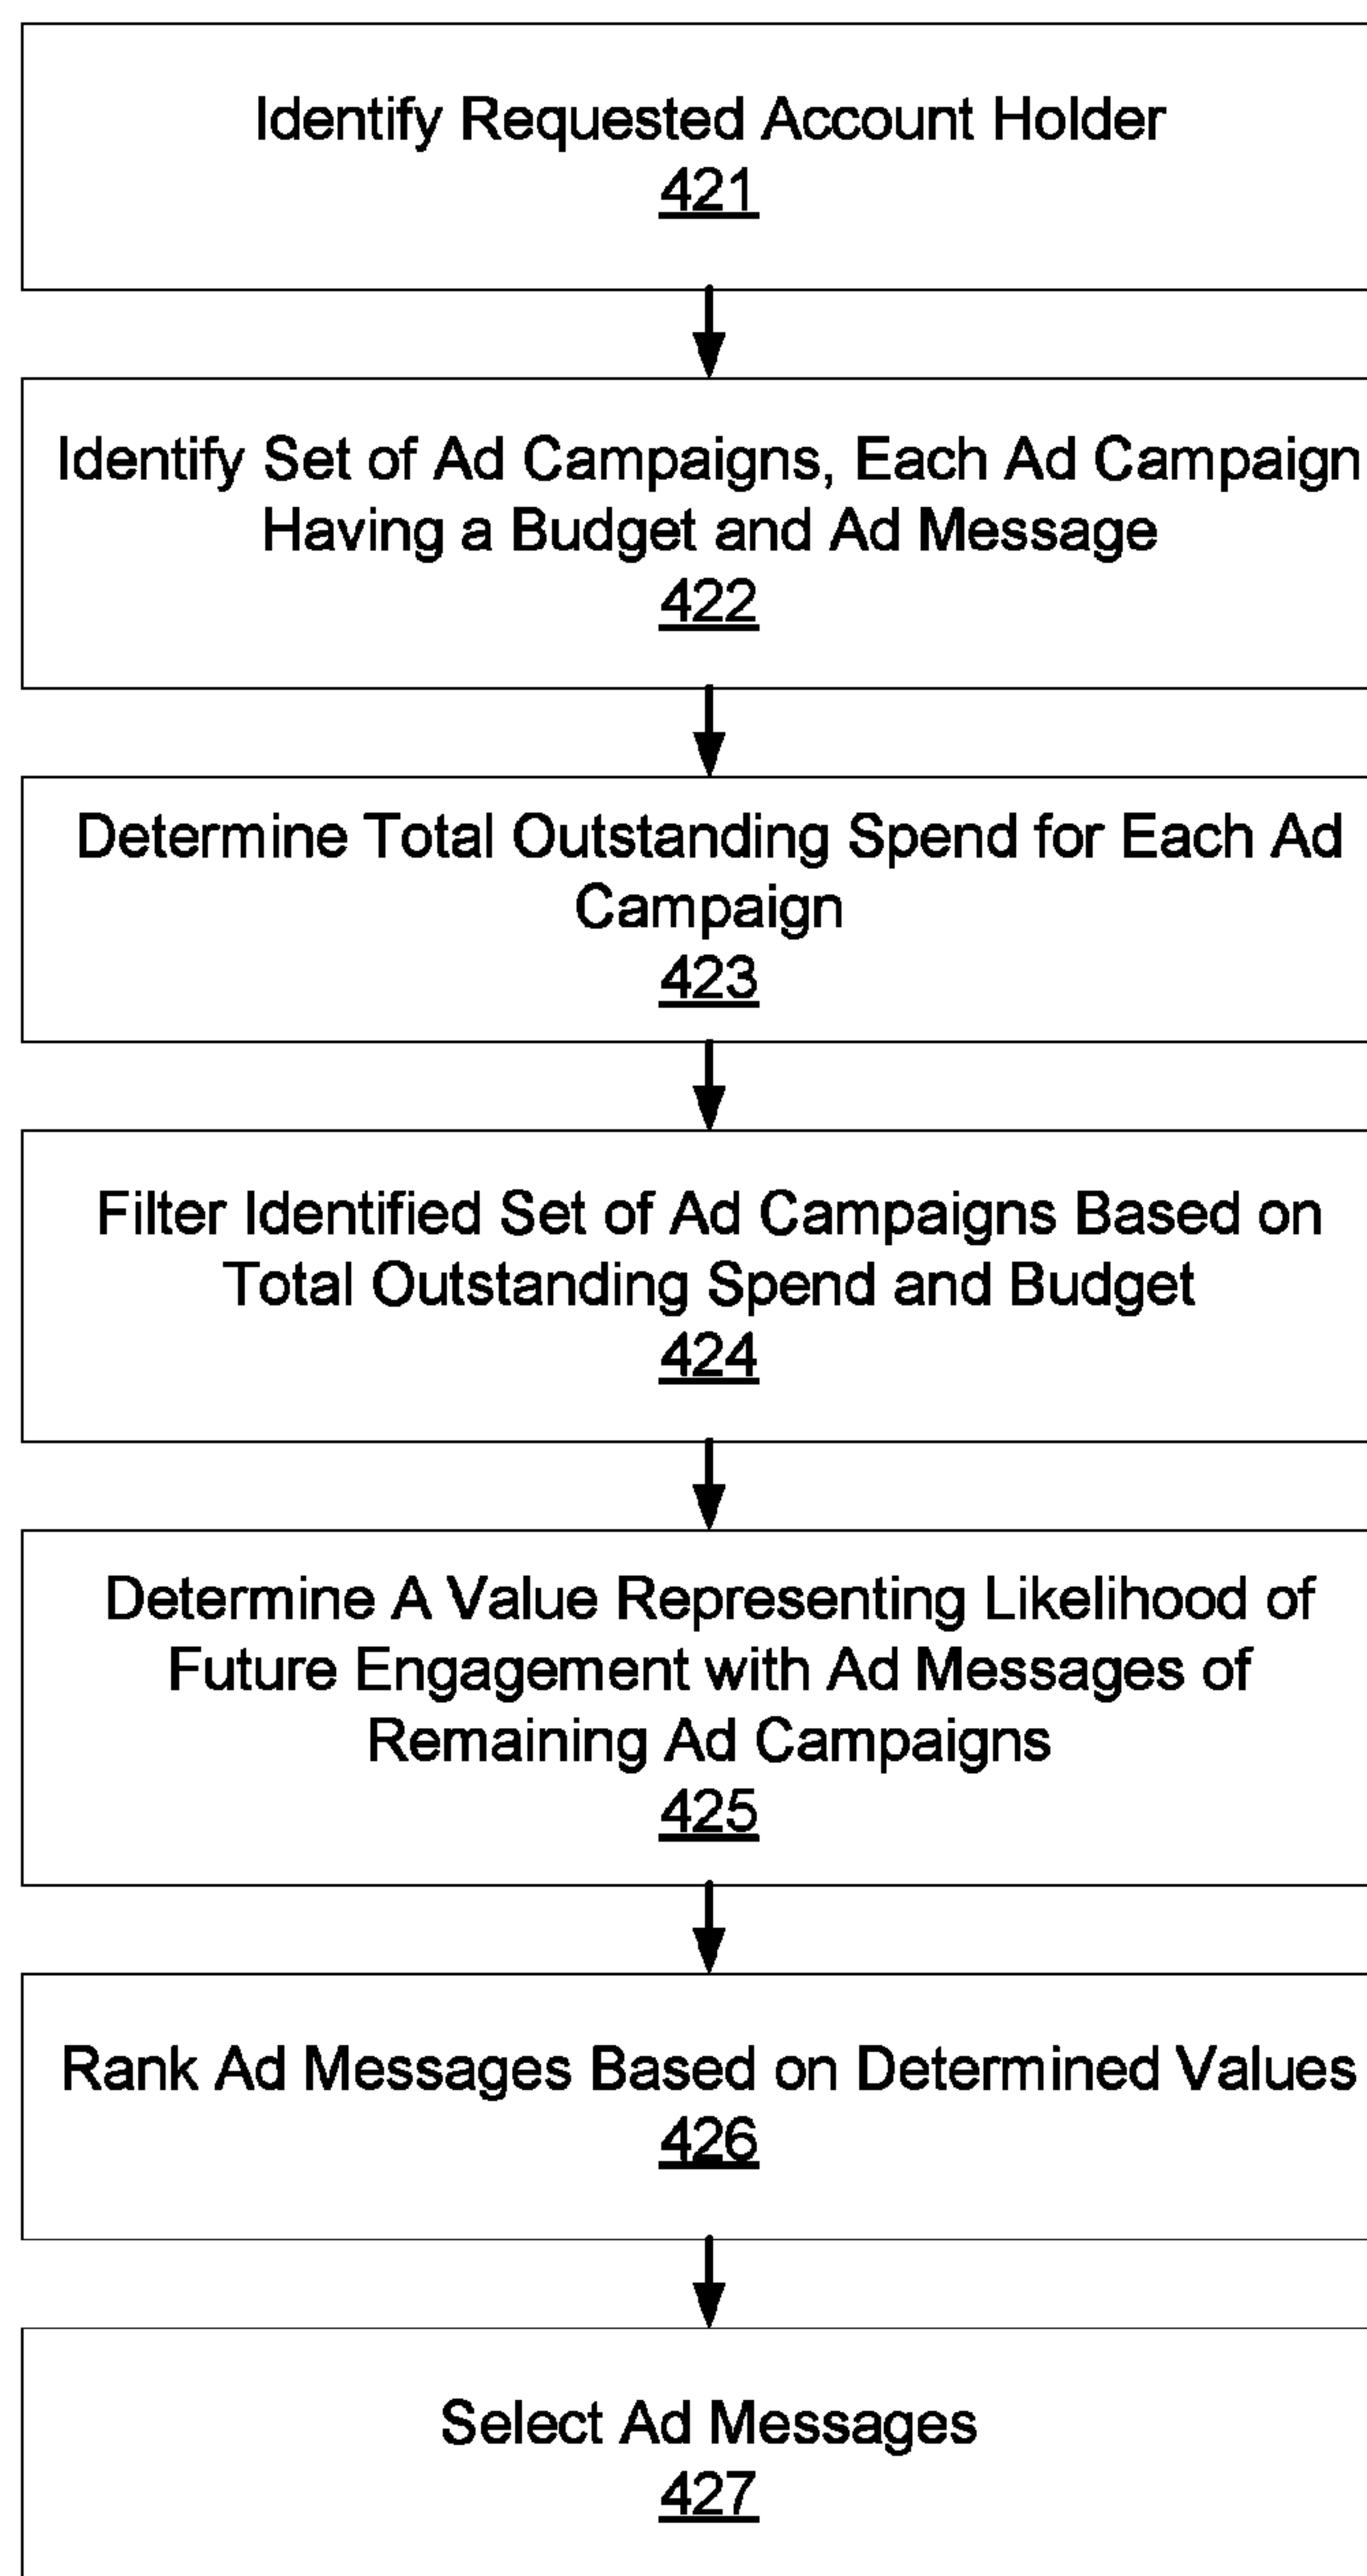 Identify Requested Account Holder
421
Identify Set of Ad Campaigns, Each Ad Campaign
Having a Budget and Ad Message
422
Determine Total Outstanding Spend for Each Ad
Campaign
423
Filter Identified Set of Ad Campaigns Based on
Total Outstanding Spend and Budget
424
Determine A Value Representing Likelihood of
Future Engagement with Ad Messages of
Remaining Ad Campaigns
425
Rank Ad Messages Based on Determined Values
426
Select Ad Messages
427